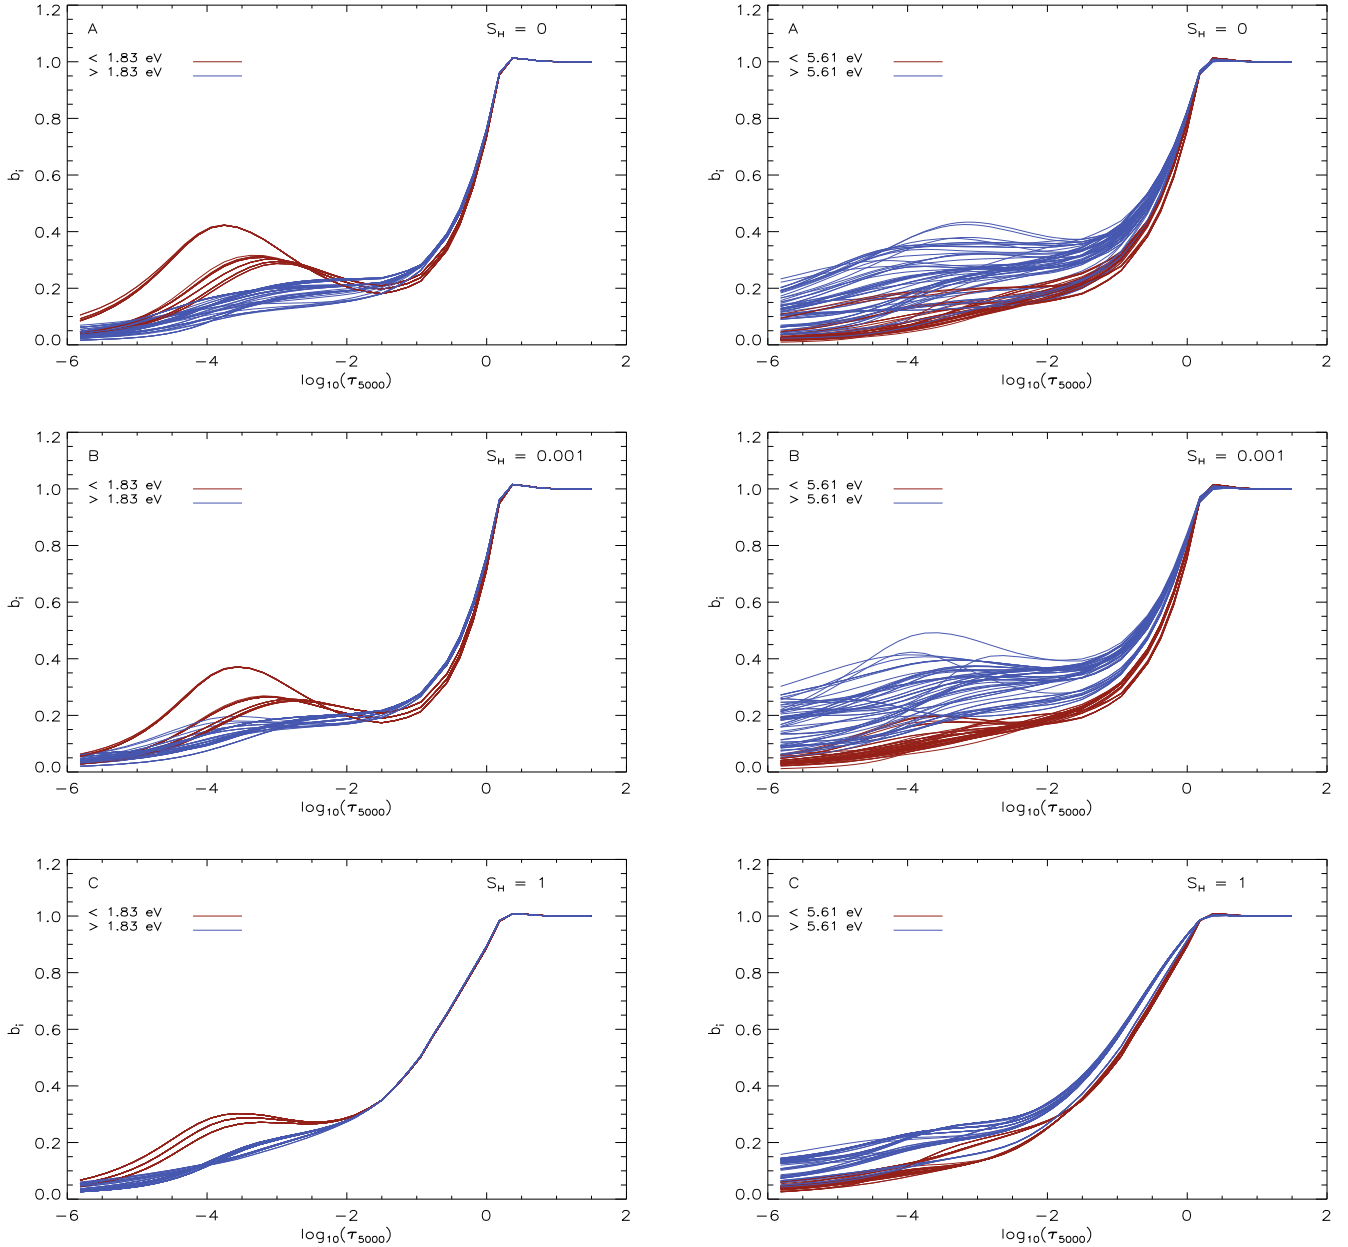 A S_H = 0
< 1.83 eV
> 1.83 eV
1.2
1.0
0.8
0.6
0.4
0.2
0.0
b_i
−6 −4 −2 0 2
log₁₀(τ₅₀₀₀)
A S_H = 0
< 5.61 eV
> 5.61 eV
1.2
1.0
0.8
0.6
0.4
0.2
0.0
b_i
−6 −4 −2 0 2
log₁₀(τ₅₀₀₀)
B S_H = 0.001
< 1.83 eV
> 1.83 eV
1.2
1.0
0.8
0.6
0.4
0.2
0.0
b_i
−6 −4 −2 0 2
log₁₀(τ₅₀₀₀)
B S_H = 0.001
< 5.61 eV
> 5.61 eV
1.2
1.0
0.8
0.6
0.4
0.2
0.0
b_i
−6 −4 −2 0 2
log₁₀(τ₅₀₀₀)
C S_H = 1
< 1.83 eV
> 1.83 eV
1.2
1.0
0.8
0.6
0.4
0.2
0.0
b_i
−6 −4 −2 0 2
log₁₀(τ₅₀₀₀)
C S_H = 1
< 5.61 eV
> 5.61 eV
1.2
1.0
0.8
0.6
0.4
0.2
0.0
b_i
−6 −4 −2 0 2
log₁₀(τ₅₀₀₀)